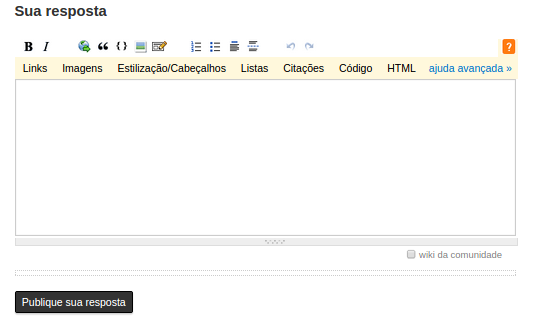 Sua resposta
B I
?
Links Imagens Estilização/Cabeçalhos Listas Citações Código HTML ajuda avançada »
wiki da comunidade
Publique sua resposta